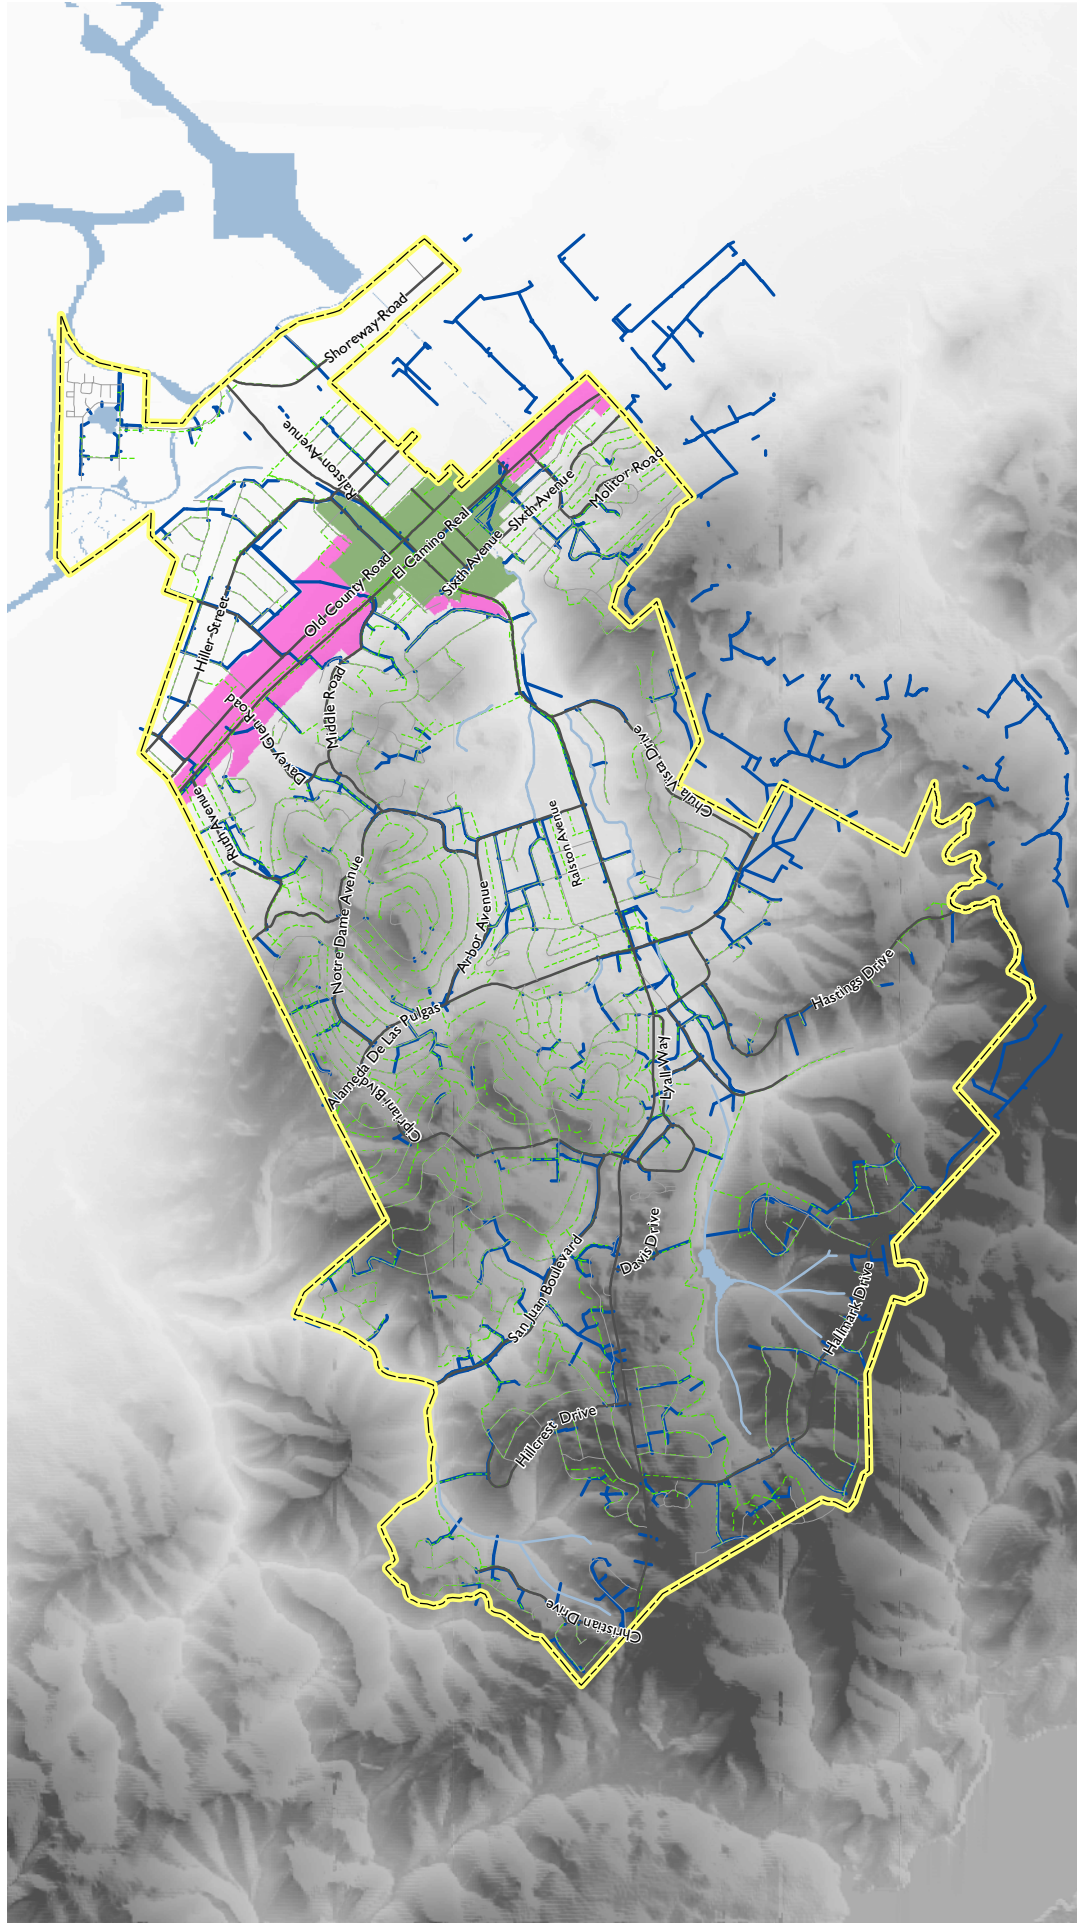 Shoreway Road
Ralston Avenue
Molitor Road
SIxth Avenue
El Camino Real
Sixth Avenue
Old County Road
Hiller Street
Middle Road
Davey Glen Road
Chula Vista Drive
Ruth Avenue
Ralston Avenue
Notre Dame Avenue
Arbor Avenue
Hastings Drive
Alameda De Las Pulgas
Lyall Way
Cipriani Blvd
Davis Drive
San Juan Boulevard
Hallmark Drive
Hillcrest Drive
Christian Drive